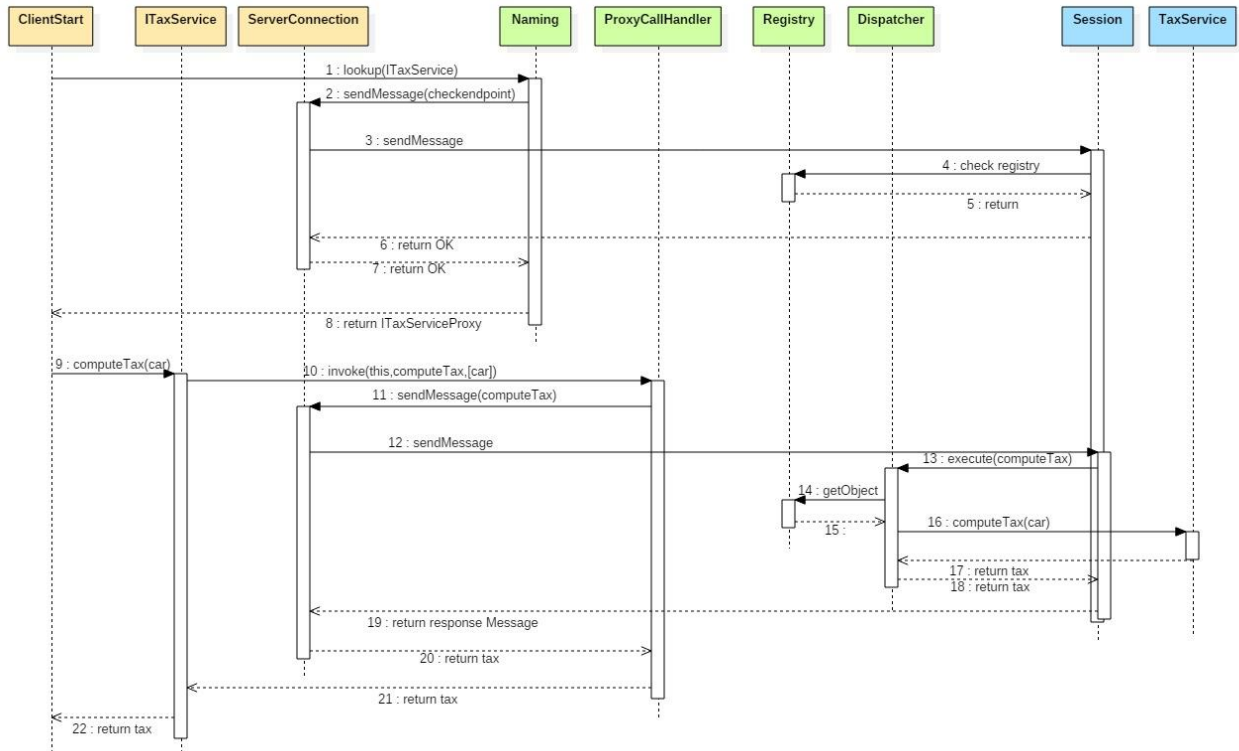 ClientStart
ITaxService
ServerConnection
Naming
ProxyCallHandler
Registry
Dispatcher
Session
TaxService
1 : lookup(ITaxService)
2 : sendMessage(checkendpoint)
3 : sendMessage
4 : check registry
5 : return
6 : return OK
7 : return OK
8 : return ITaxServiceProxy
9 : computeTax(car)
10 : invoke(this,computeTax,[car])
11 : sendMessage(computeTax)
12 : sendMessage
13 : execute(computeTax)
14 : getObject
15 :
16 : computeTax(car)
17 : return tax
18 : return tax
19 : return response Message
20 : return tax
21 : return tax
22 : return tax